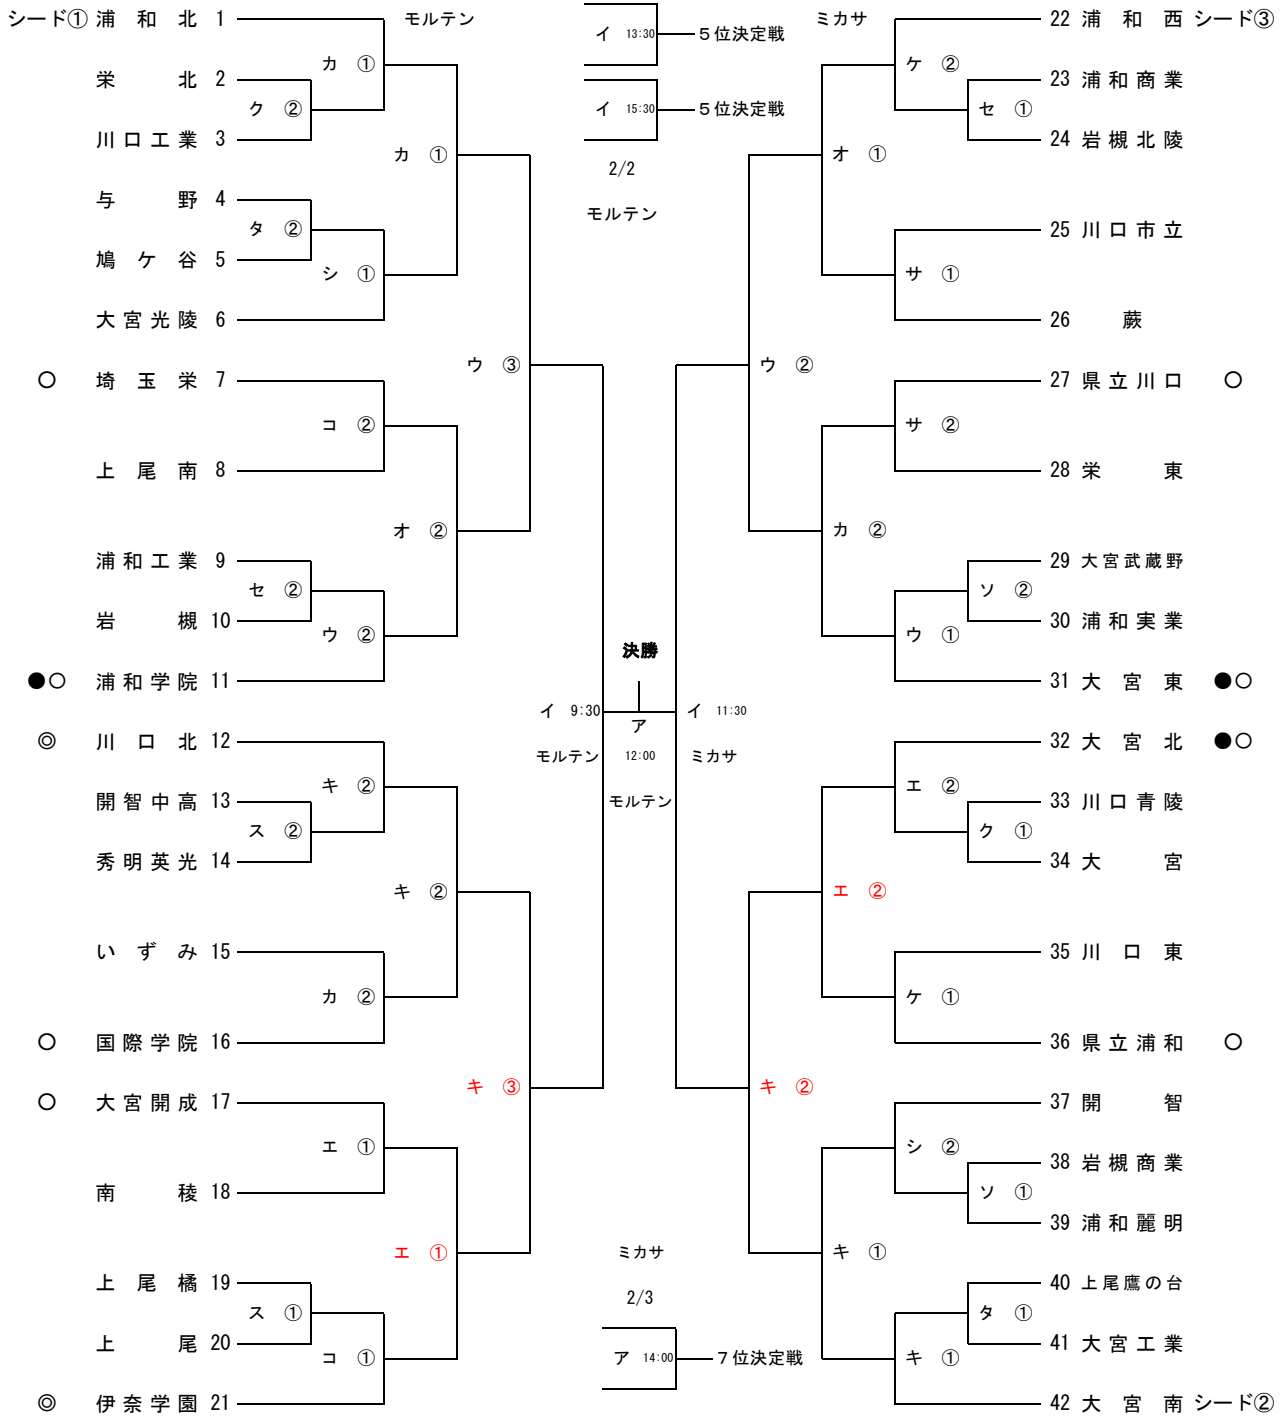 シード① 浦和北 1
モルテン
カ ①
栄北 2
ク ②
川口工業 3
カ ①
与野 4
タ ②
鳩ケ谷 5
シ ①
大宮光陵 6
ウ ③
○ 埼玉栄 7
コ ②
上尾南 8
オ ②
浦和工業 9
セ ②
岩槻 10
ウ ②
●○ 浦和学院 11
◎ 川口北 12
キ ②
開智中高 13
ス ②
秀明英光 14
キ ②
いずみ 15
カ ②
○ 国際学院 16
キ ③
○ 大宮開成 17
エ ①
南稜 18
エ ①
上尾橘 19
ス ①
上尾 20
コ ①
◎ 伊奈学園 21
イ 13:30 5位決定戦
イ 15:30 5位決定戦
2/2
モルテン
決勝
イ 9:30
モルテン
ア
12:00
モルテン
イ 11:30
ミカサ
ミカサ
2/3
ア 14:00 7位決定戦
ミカサ
22 浦和西 シード③
ケ ②
23 浦和商業
セ ①
24 岩槻北陵
オ ①
25 川口市立
サ ①
26 蕨
ウ ②
27 県立川口 ○
サ ②
28 栄東
カ ②
29 大宮武蔵野
ソ ②
30 浦和実業
ウ ①
31 大宮東 ●○
32 大宮北 ●○
エ ②
33 川口青陵
ク ①
34 大宮
エ ②
35 川口東
ケ ①
36 県立浦和 ○
キ ②
37 開智
シ ②
38 岩槻商業
ソ ①
39 浦和麗明
キ ①
40 上尾鷹の台
タ ①
41 大宮工業
キ ①
42 大宮南 シード②